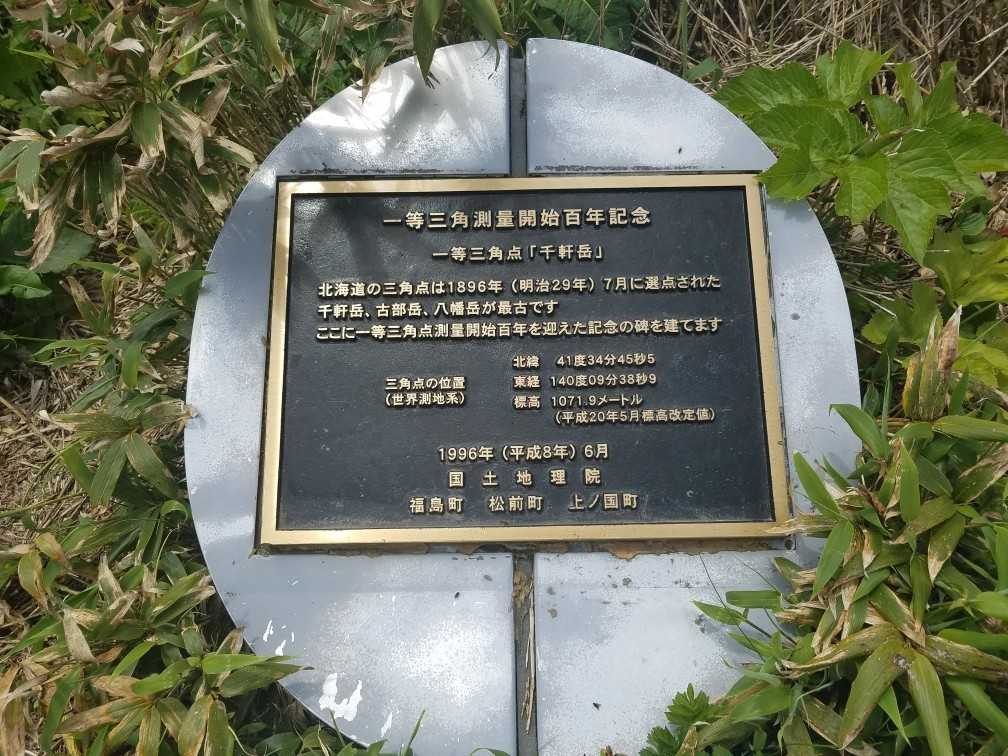 一等三角測量開始百年記念
一等三角点「千軒岳」
北海道の三角点は1896年（明治29年）7月に選点された
千軒岳、古部岳、八幡岳が最古です
ここに一等三角点測量開始百年を迎えた記念の碑を建てます
三角点の位置
（世界測地系）
北緯 41度34分45秒5
東経 140度09分38秒9
標高 1071.9メートル
（平成20年5月標高改定値）
1996年（平成8年）6月
国土地理院
福島町 松前町 上ノ国町